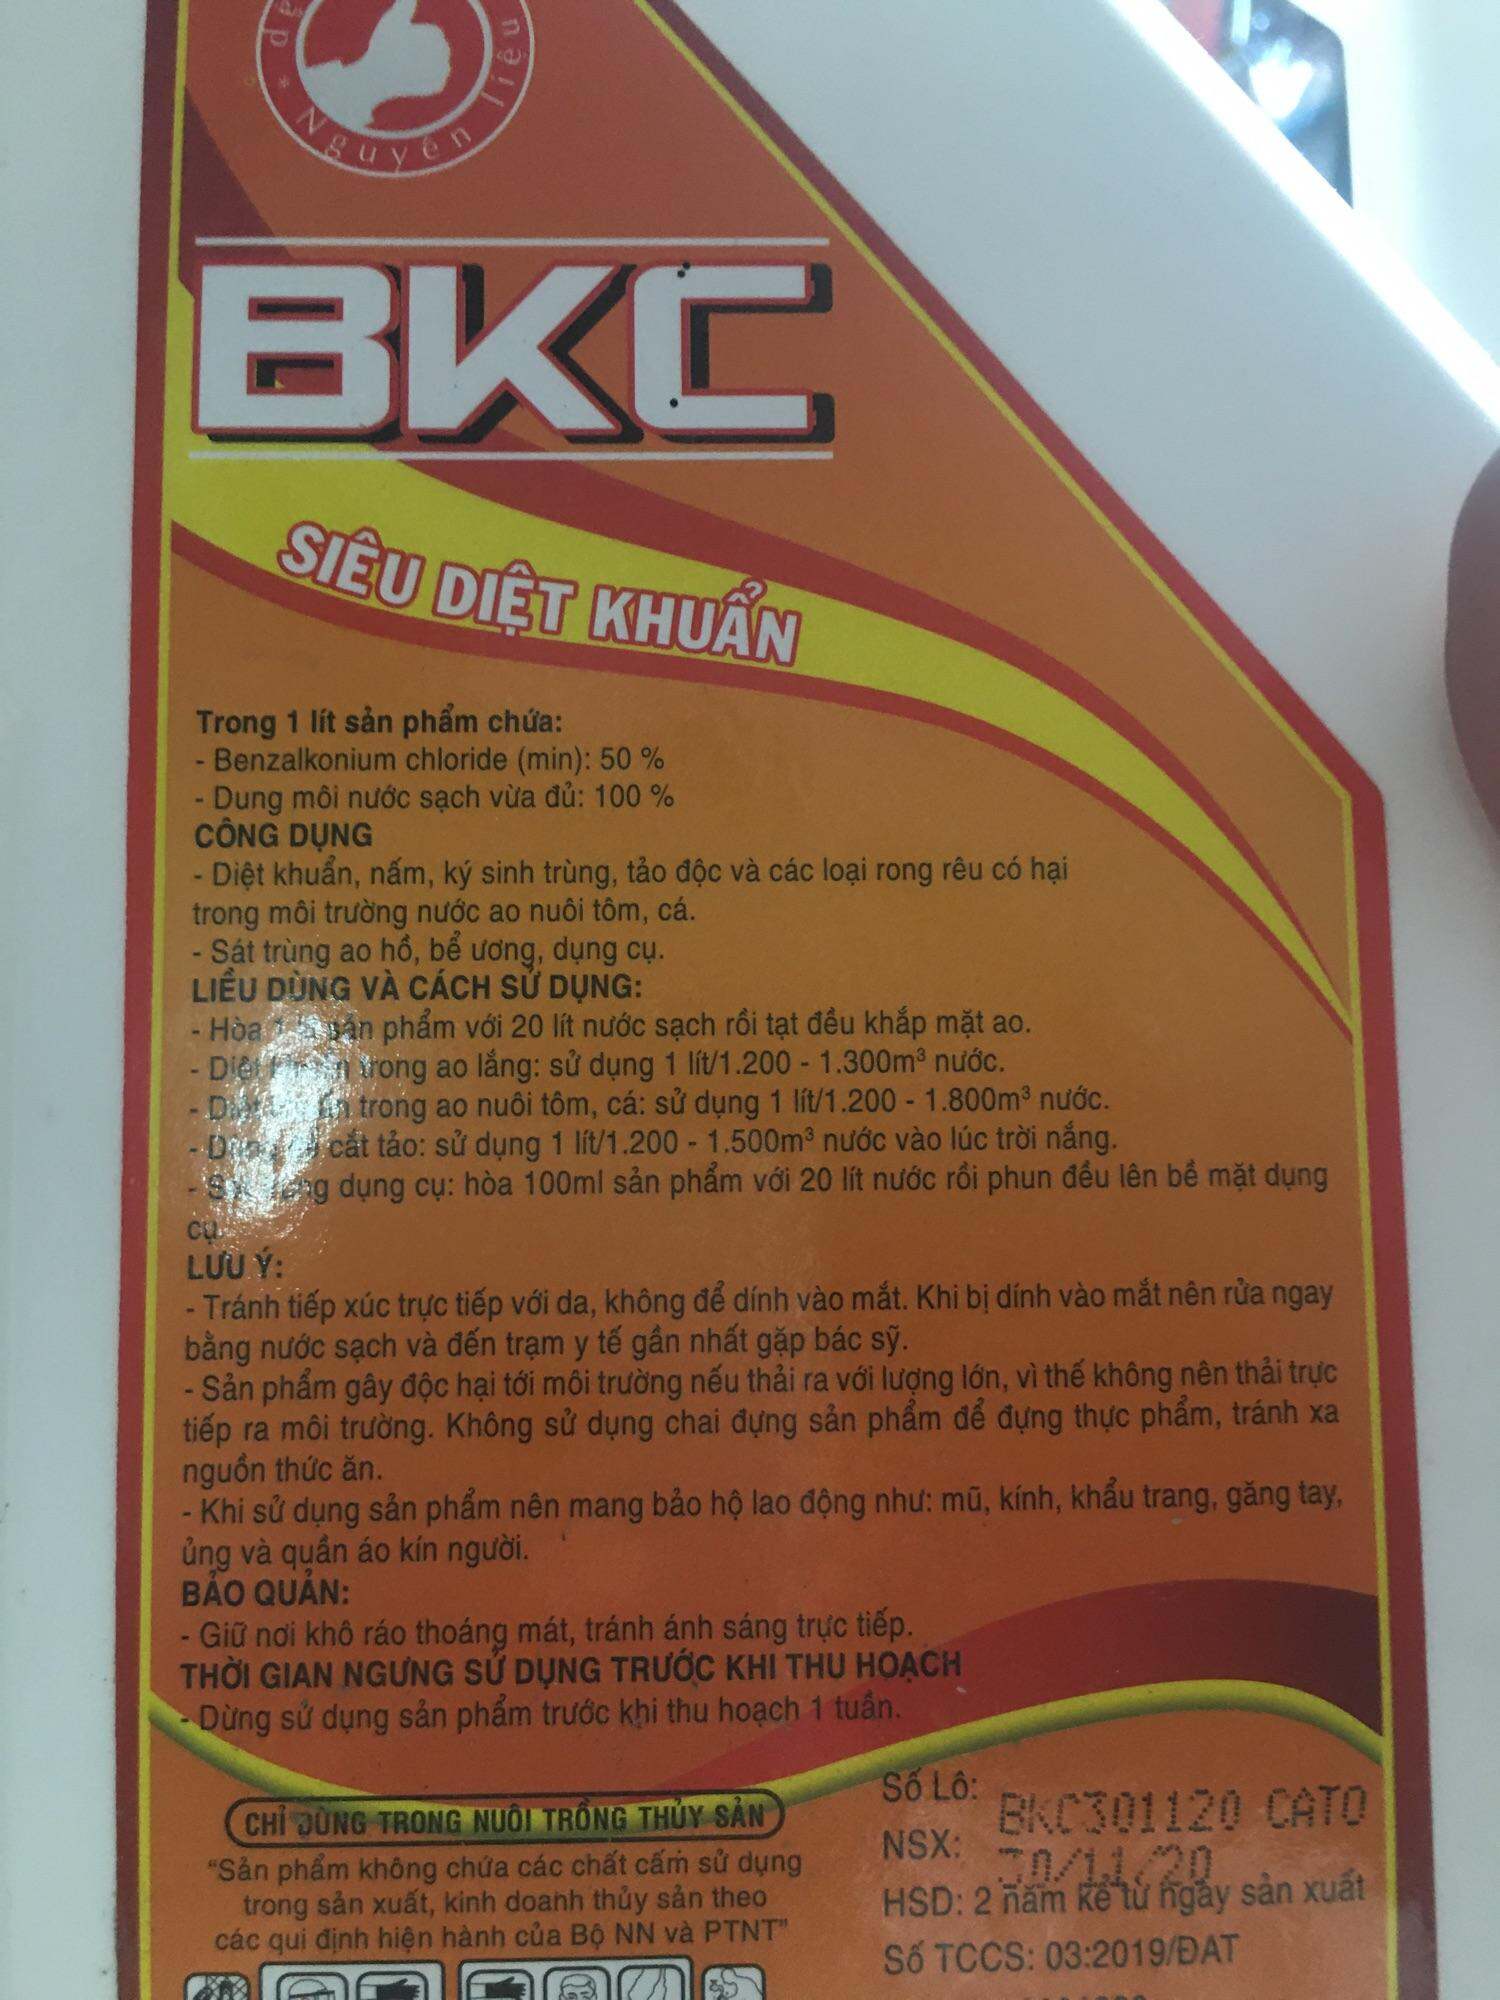 Nguyên liệu
BKC
SIÊU DIỆT KHUẨN
Trong 1 lít sản phẩm chứa:
- Benzalkonium chloride (min): 50 %
- Dung môi nước sạch vừa đủ: 100 %
CÔNG DỤNG
- Diệt khuẩn, nấm, ký sinh trùng, tảo độc và các loại rong rêu có hại
trong môi trường nước ao nuôi tôm, cá.
- Sát trùng ao hồ, bể ương, dụng cụ.
LIỀU DÙNG VÀ CÁCH SỬ DỤNG:
- Hòa 1 lít sản phẩm với 20 lít nước sạch rồi tạt đều khắp mặt ao.
- Diệt khuẩn trong ao lắng: sử dụng 1 lít/1.200 - 1.300m³ nước.
- Diệt khuẩn trong ao nuôi tôm, cá: sử dụng 1 lít/1.200 - 1.800m³ nước.
- Dùng để cắt tảo: sử dụng 1 lít/1.200 - 1.500m³ nước vào lúc trời nắng.
- Sát trùng dụng cụ: hòa 100ml sản phẩm với 20 lít nước rồi phun đều lên bề mặt dụng
cụ.
LƯU Ý:
- Tránh tiếp xúc trực tiếp với da, không để dính vào mắt. Khi bị dính vào mắt nên rửa ngay
bằng nước sạch và đến trạm y tế gần nhất gặp bác sỹ.
- Sản phẩm gây độc hại tới môi trường nếu thải ra với lượng lớn, vì thế không nên thải trực
tiếp ra môi trường. Không sử dụng chai đựng sản phẩm để đựng thực phẩm, tránh xa
nguồn thức ăn.
- Khi sử dụng sản phẩm nên mang bảo hộ lao động như: mũ, kính, khẩu trang, găng tay,
ủng và quần áo kín người.
BẢO QUẢN:
- Giữ nơi khô ráo thoáng mát, tránh ánh sáng trực tiếp.
THỜI GIAN NGƯNG SỬ DỤNG TRƯỚC KHI THU HOẠCH
- Dừng sử dụng sản phẩm trước khi thu hoạch 1 tuần.
CHỈ DÙNG TRONG NUÔI TRỒNG THỦY SẢN
"Sản phẩm không chứa các chất cấm sử dụng
trong sản xuất, kinh doanh thủy sản theo
các qui định hiện hành của Bộ NN và PTNT"
Số Lô: BKC301120 CATO
NSX: 30/11/20
HSD: 2 năm kể từ ngày sản xuất
Số TCCS: 03:2019/ĐAT